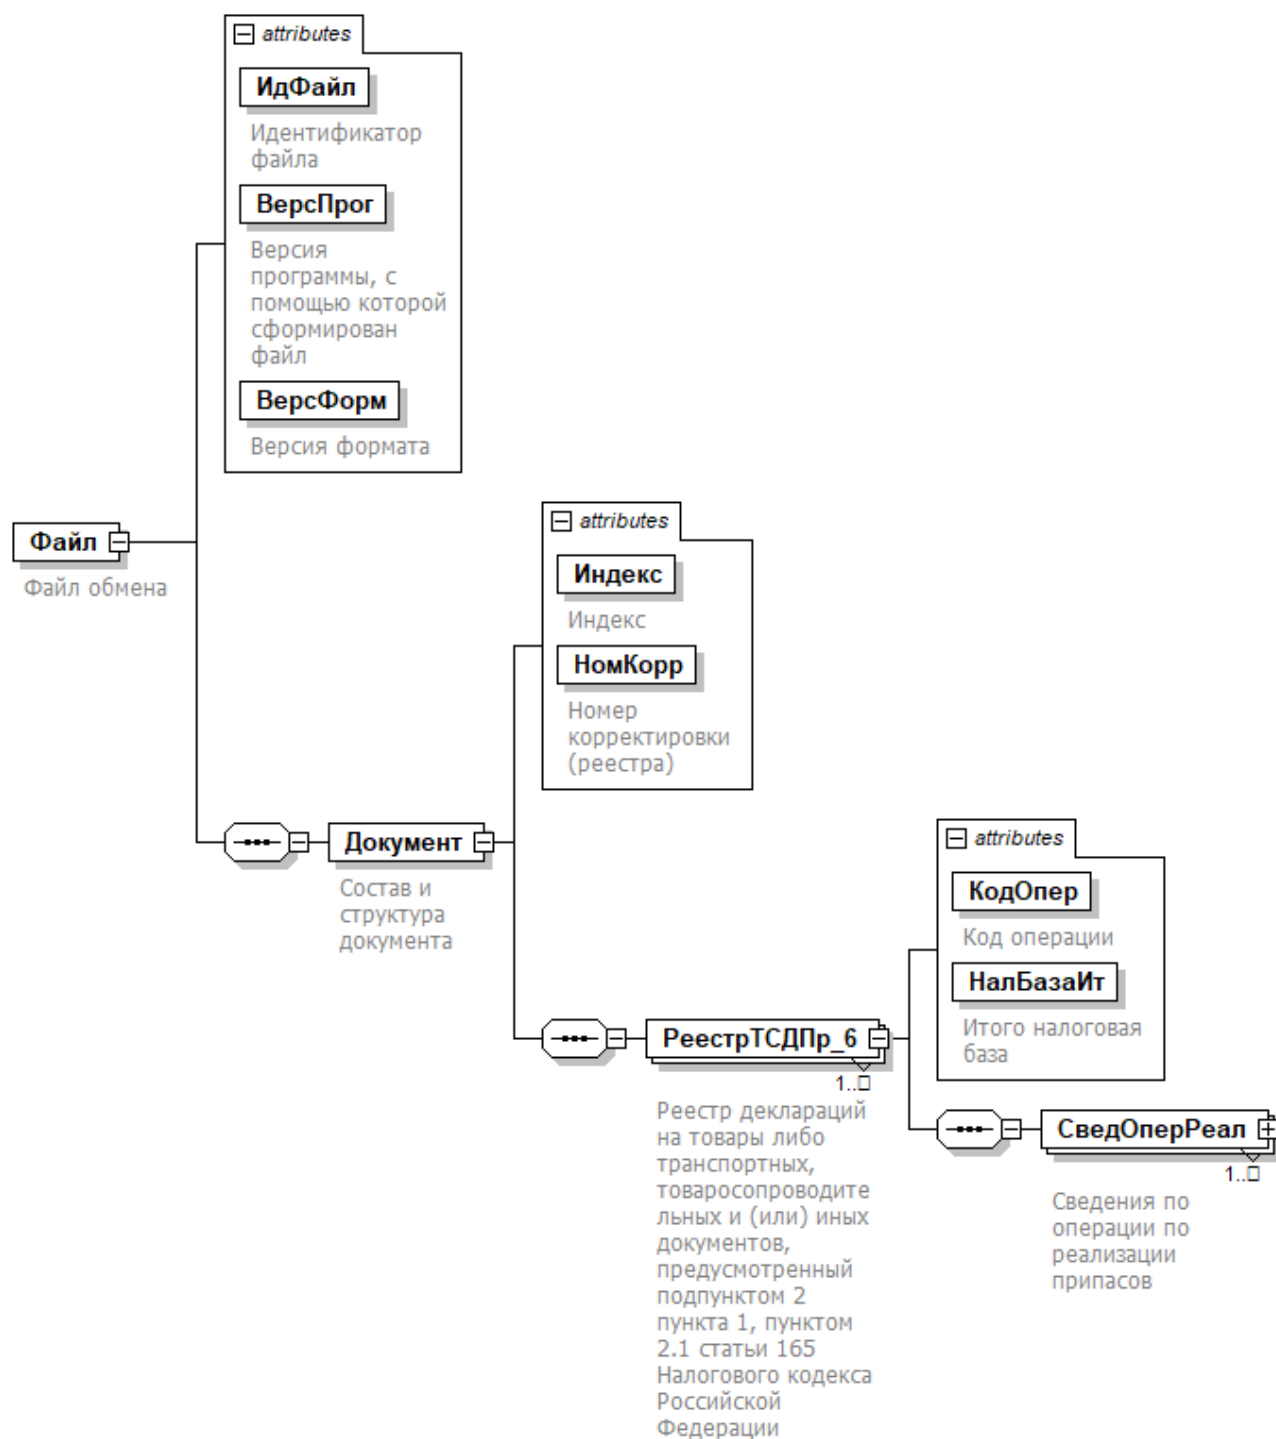 attributes
ИдФайл
Идентификатор
файла
ВерсПрог
Версия
программы, с
помощью которой
сформирован
файл
ВерсФорм
Версия формата
Файл
Файл обмена
attributes
Индекс
Индекс
НомКорр
Номер
корректировки
(реестра)
Документ
Состав и
структура
документа
attributes
КодОпер
Код операции
НалБазаИт
Итого налоговая
база
РеестрТСДПр_6
1..□
Реестр деклараций
на товары либо
транспортных,
товаросопроводите
льных и (или) иных
документов,
предусмотренный
подпунктом 2
пункта 1, пунктом
2.1 статьи 165
Налогового кодекса
Российской
Федерации
СведОперРеал
1..□
Сведения по
операции по
реализации
припасов